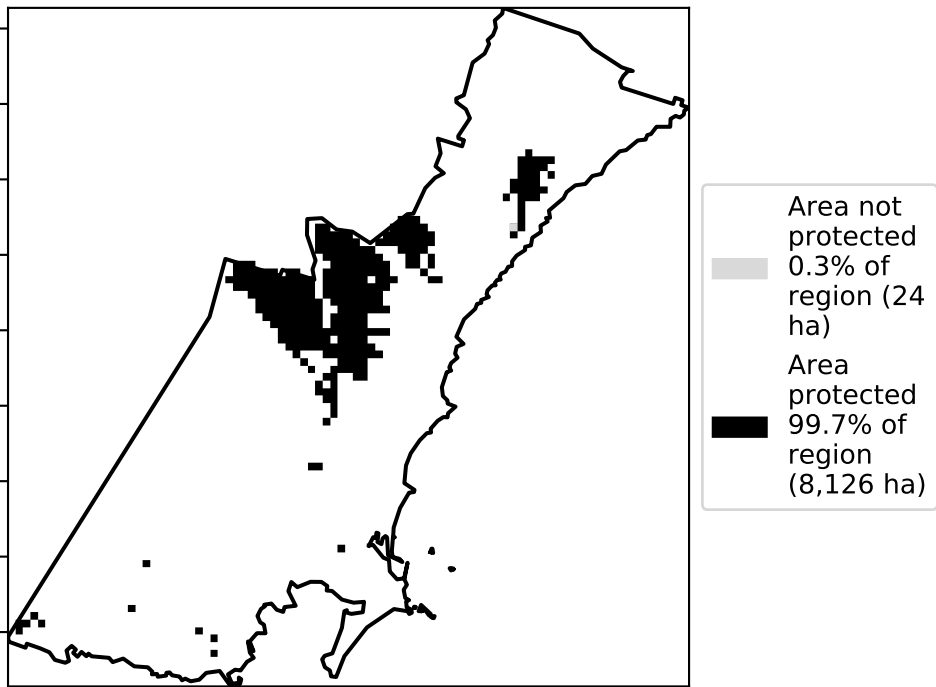 Area not
protected
0.3% of
region (24
ha)
Area
protected
99.7% of
region
(8,126 ha)